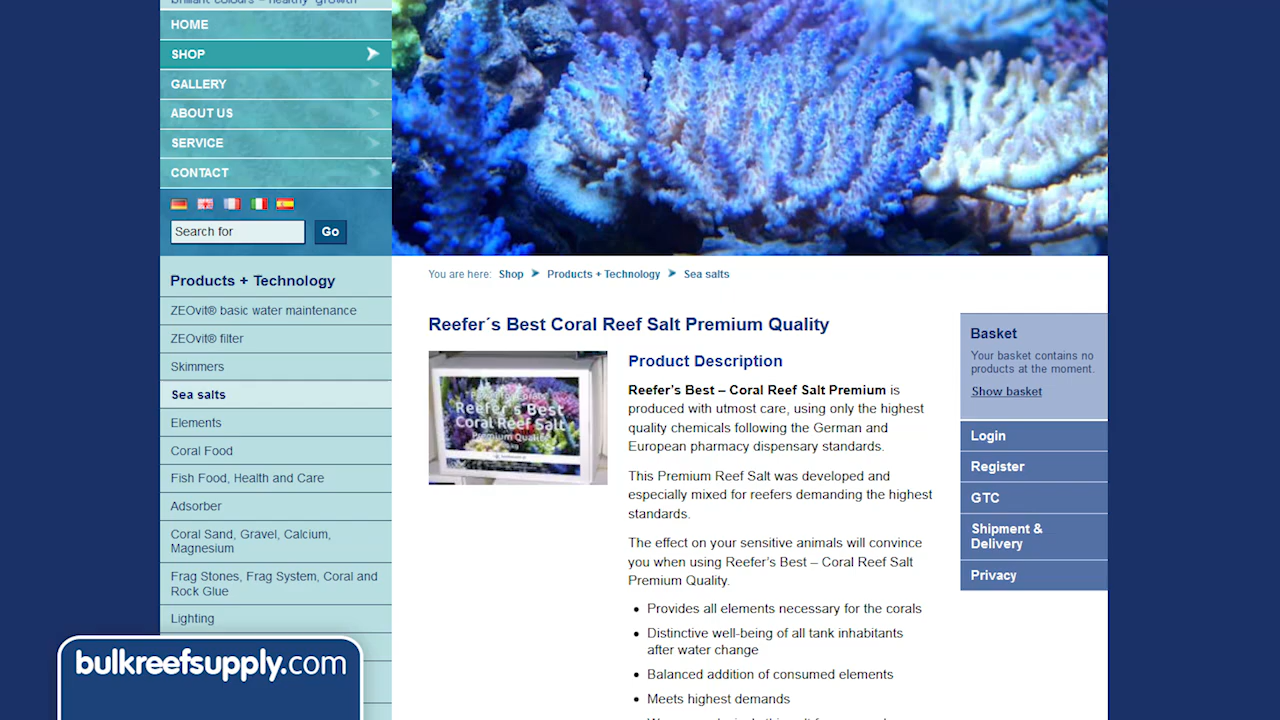 brilliant colours – healthy growth
HOME
SHOP
GALLERY
ABOUT US
SERVICE
CONTACT
Search for
Go
Products + Technology
ZEOvit® basic water maintenance
ZEOvit® filter
Skimmers
Sea salts
Elements
Coral Food
Fish Food, Health and Care
Adsorber
Coral Sand, Gravel, Calcium,
Magnesium
Frag Stones, Frag System, Coral and
Rock Glue
Lighting
You are here: Shop Products + Technology Sea salts
Reefer´s Best Coral Reef Salt Premium Quality
Reefer's Best
Coral Reef Salt
Premium Quality
Product Description
Reefer's Best – Coral Reef Salt Premium is
produced with utmost care, using only the highest
quality chemicals following the German and
European pharmacy dispensary standards.
This Premium Reef Salt was developed and
especially mixed for reefers demanding the highest
standards.
The effect on your sensitive animals will convince
you when using Reefer's Best – Coral Reef Salt
Premium Quality.
• Provides all elements necessary for the corals
• Distinctive well-being of all tank inhabitants
after water change
• Balanced addition of consumed elements
• Meets highest demands
Basket
Your basket contains no
products at the moment.
Show basket
Login
Register
GTC
Shipment &
Delivery
Privacy
bulkreefsupply.com